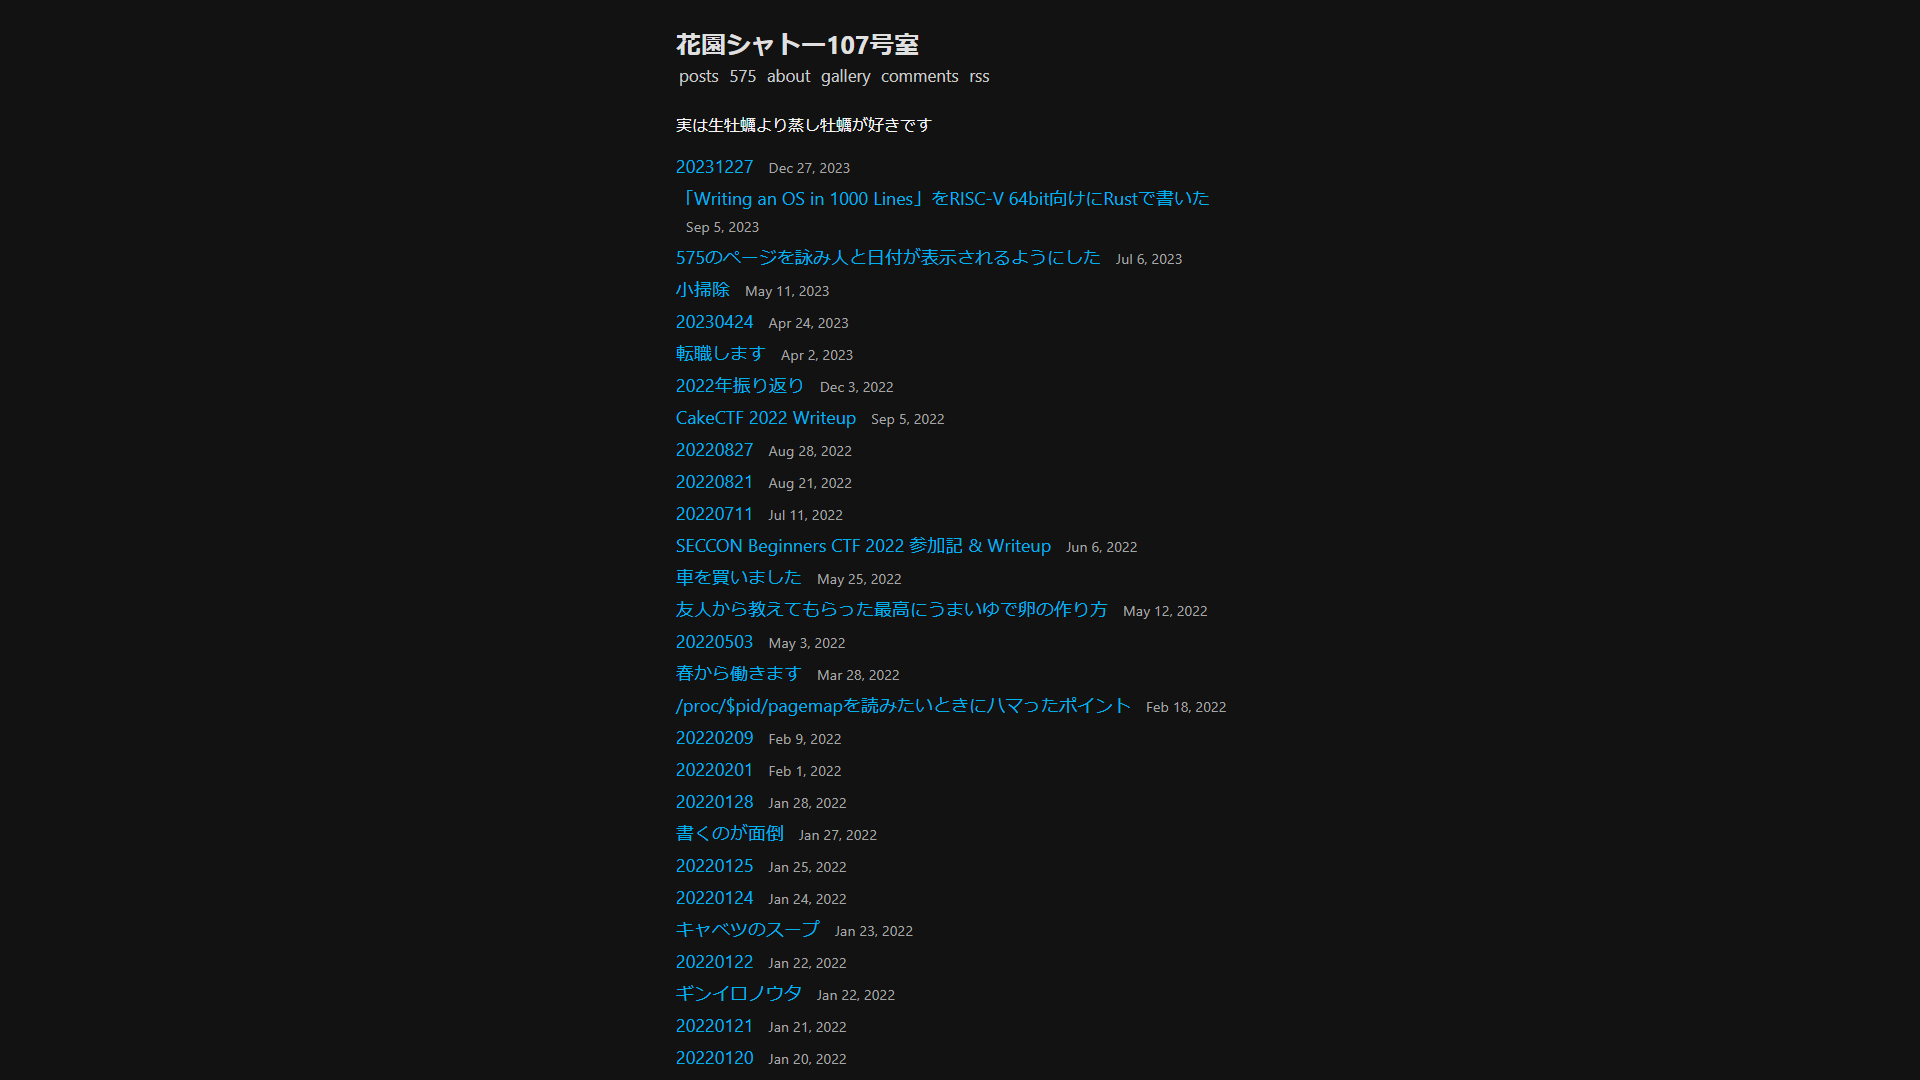 花園シャトー107号室
posts 575 about gallery comments rss
実は生牡蠣より蒸し牡蠣が好きです
20231227 Dec 27, 2023
「Writing an OS in 1000 Lines」をRISC-V 64bit向けにRustで書いた
Sep 5, 2023
575のページを詠み人と日付が表示されるようにした Jul 6, 2023
小掃除 May 11, 2023
20230424 Apr 24, 2023
転職します Apr 2, 2023
2022年振り返り Dec 3, 2022
CakeCTF 2022 Writeup Sep 5, 2022
20220827 Aug 28, 2022
20220821 Aug 21, 2022
20220711 Jul 11, 2022
SECCON Beginners CTF 2022 参加記 & Writeup Jun 6, 2022
車を買いました May 25, 2022
友人から教えてもらった最高にうまいゆで卵の作り方 May 12, 2022
20220503 May 3, 2022
春から働きます Mar 28, 2022
/proc/$pid/pagemapを読みたいときにハマったポイント Feb 18, 2022
20220209 Feb 9, 2022
20220201 Feb 1, 2022
20220128 Jan 28, 2022
書くのが面倒 Jan 27, 2022
20220125 Jan 25, 2022
20220124 Jan 24, 2022
キャベツのスープ Jan 23, 2022
20220122 Jan 22, 2022
ギンイロノウタ Jan 22, 2022
20220121 Jan 21, 2022
20220120 Jan 20, 2022